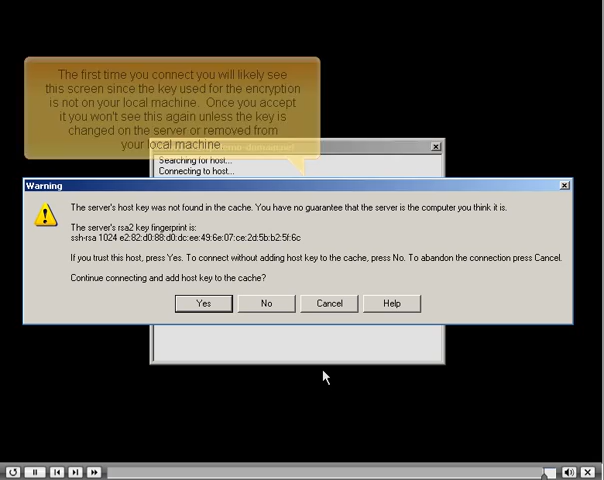 The first time you connect you will likely see
this screen since the key used for the encryption
is not on your local machine. Once you accept
it you won't see this again unless the key is
changed on the server or removed from
your local machine
Searching for host...
Connecting to host...
Warning
The server's host key was not found in the cache. You have no guarantee that the server is the computer you think it is.
The server's rsa2 key fingerprint is:
ssh-rsa 1024 e2:82:d0:88:d0:dc:ee:49:6e:07:ce:2d:5b:b2:5f:6c
If you trust this host, press Yes. To connect without adding host key to the cache, press No. To abandon the connection press Cancel.
Continue connecting and add host key to the cache?
Yes
No
Cancel
Help